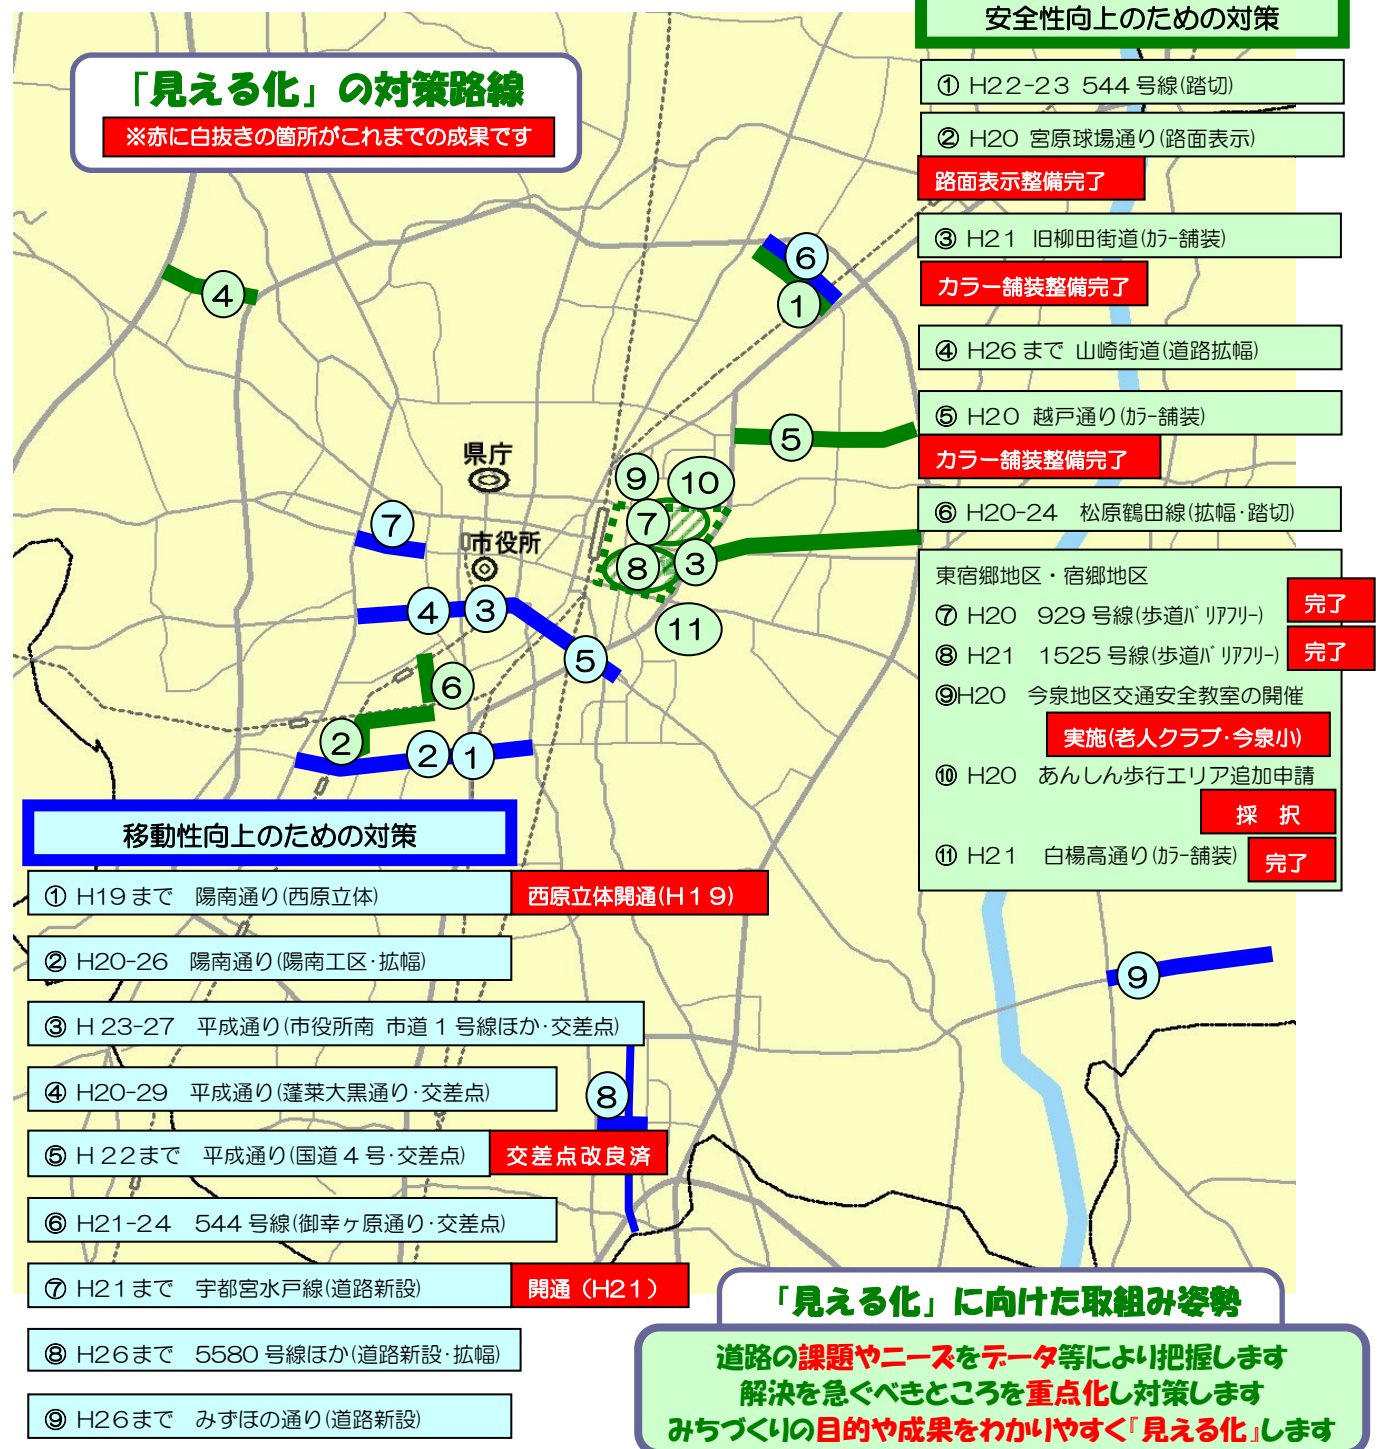 「見える化」の対策路線
※赤に白抜きの箇所がこれまでの成果です
安全性向上のための対策
① H22-23 544号線(踏切)
② H20 宮原球場通り(路面表示)
路面表示整備完了
③ H21 旧柳田街道(ｶﾗｰ舗装)
カラー舗装整備完了
④ H26まで 山崎街道(道路拡幅)
⑤ H20 越戸通り(ｶﾗｰ舗装)
カラー舗装整備完了
⑥ H20-24 松原鶴田線(拡幅･踏切)
東宿郷地区・宿郷地区
⑦ H20 929号線(歩道ﾊﾞﾘｱﾌﾘｰ)
完了
⑧ H21 1525号線(歩道ﾊﾞﾘｱﾌﾘｰ)
完了
⑨H20 今泉地区交通安全教室の開催
実施(老人クラブ･今泉小)
⑩ H20 あんしん歩行エリア追加申請
採 択
⑪ H21 白楊高通り(ｶﾗｰ舗装)
完了
⑥
①
④
⑤
県庁
⑨
⑩
⑦
⑦
市役所
⑧
③
④
③
⑪
⑤
⑥
②
②
①
⑨
⑧
移動性向上のための対策
① H19まで 陽南通り(西原立体)
西原立体開通(H19)
② H20-26 陽南通り(陽南工区･拡幅)
③ H23-27 平成通り(市役所南 市道1号線ほか･交差点)
④ H20-29 平成通り(蓬莱大黒通り･交差点)
⑤ H22まで 平成通り(国道4号･交差点)
交差点改良済
⑥ H21-24 544号線(御幸ヶ原通り･交差点)
⑦ H21まで 宇都宮水戸線(道路新設)
開通（H21）
⑧ H26まで 5580号線ほか(道路新設･拡幅)
⑨ H26まで みずほの通り(道路新設)
「見える化」に向けた取組み姿勢
道路の課題やニーズをデータ等により把握します
解決を急ぐべきところを重点化し対策します
みちづくりの目的や成果をわかりやすく『見える化』します